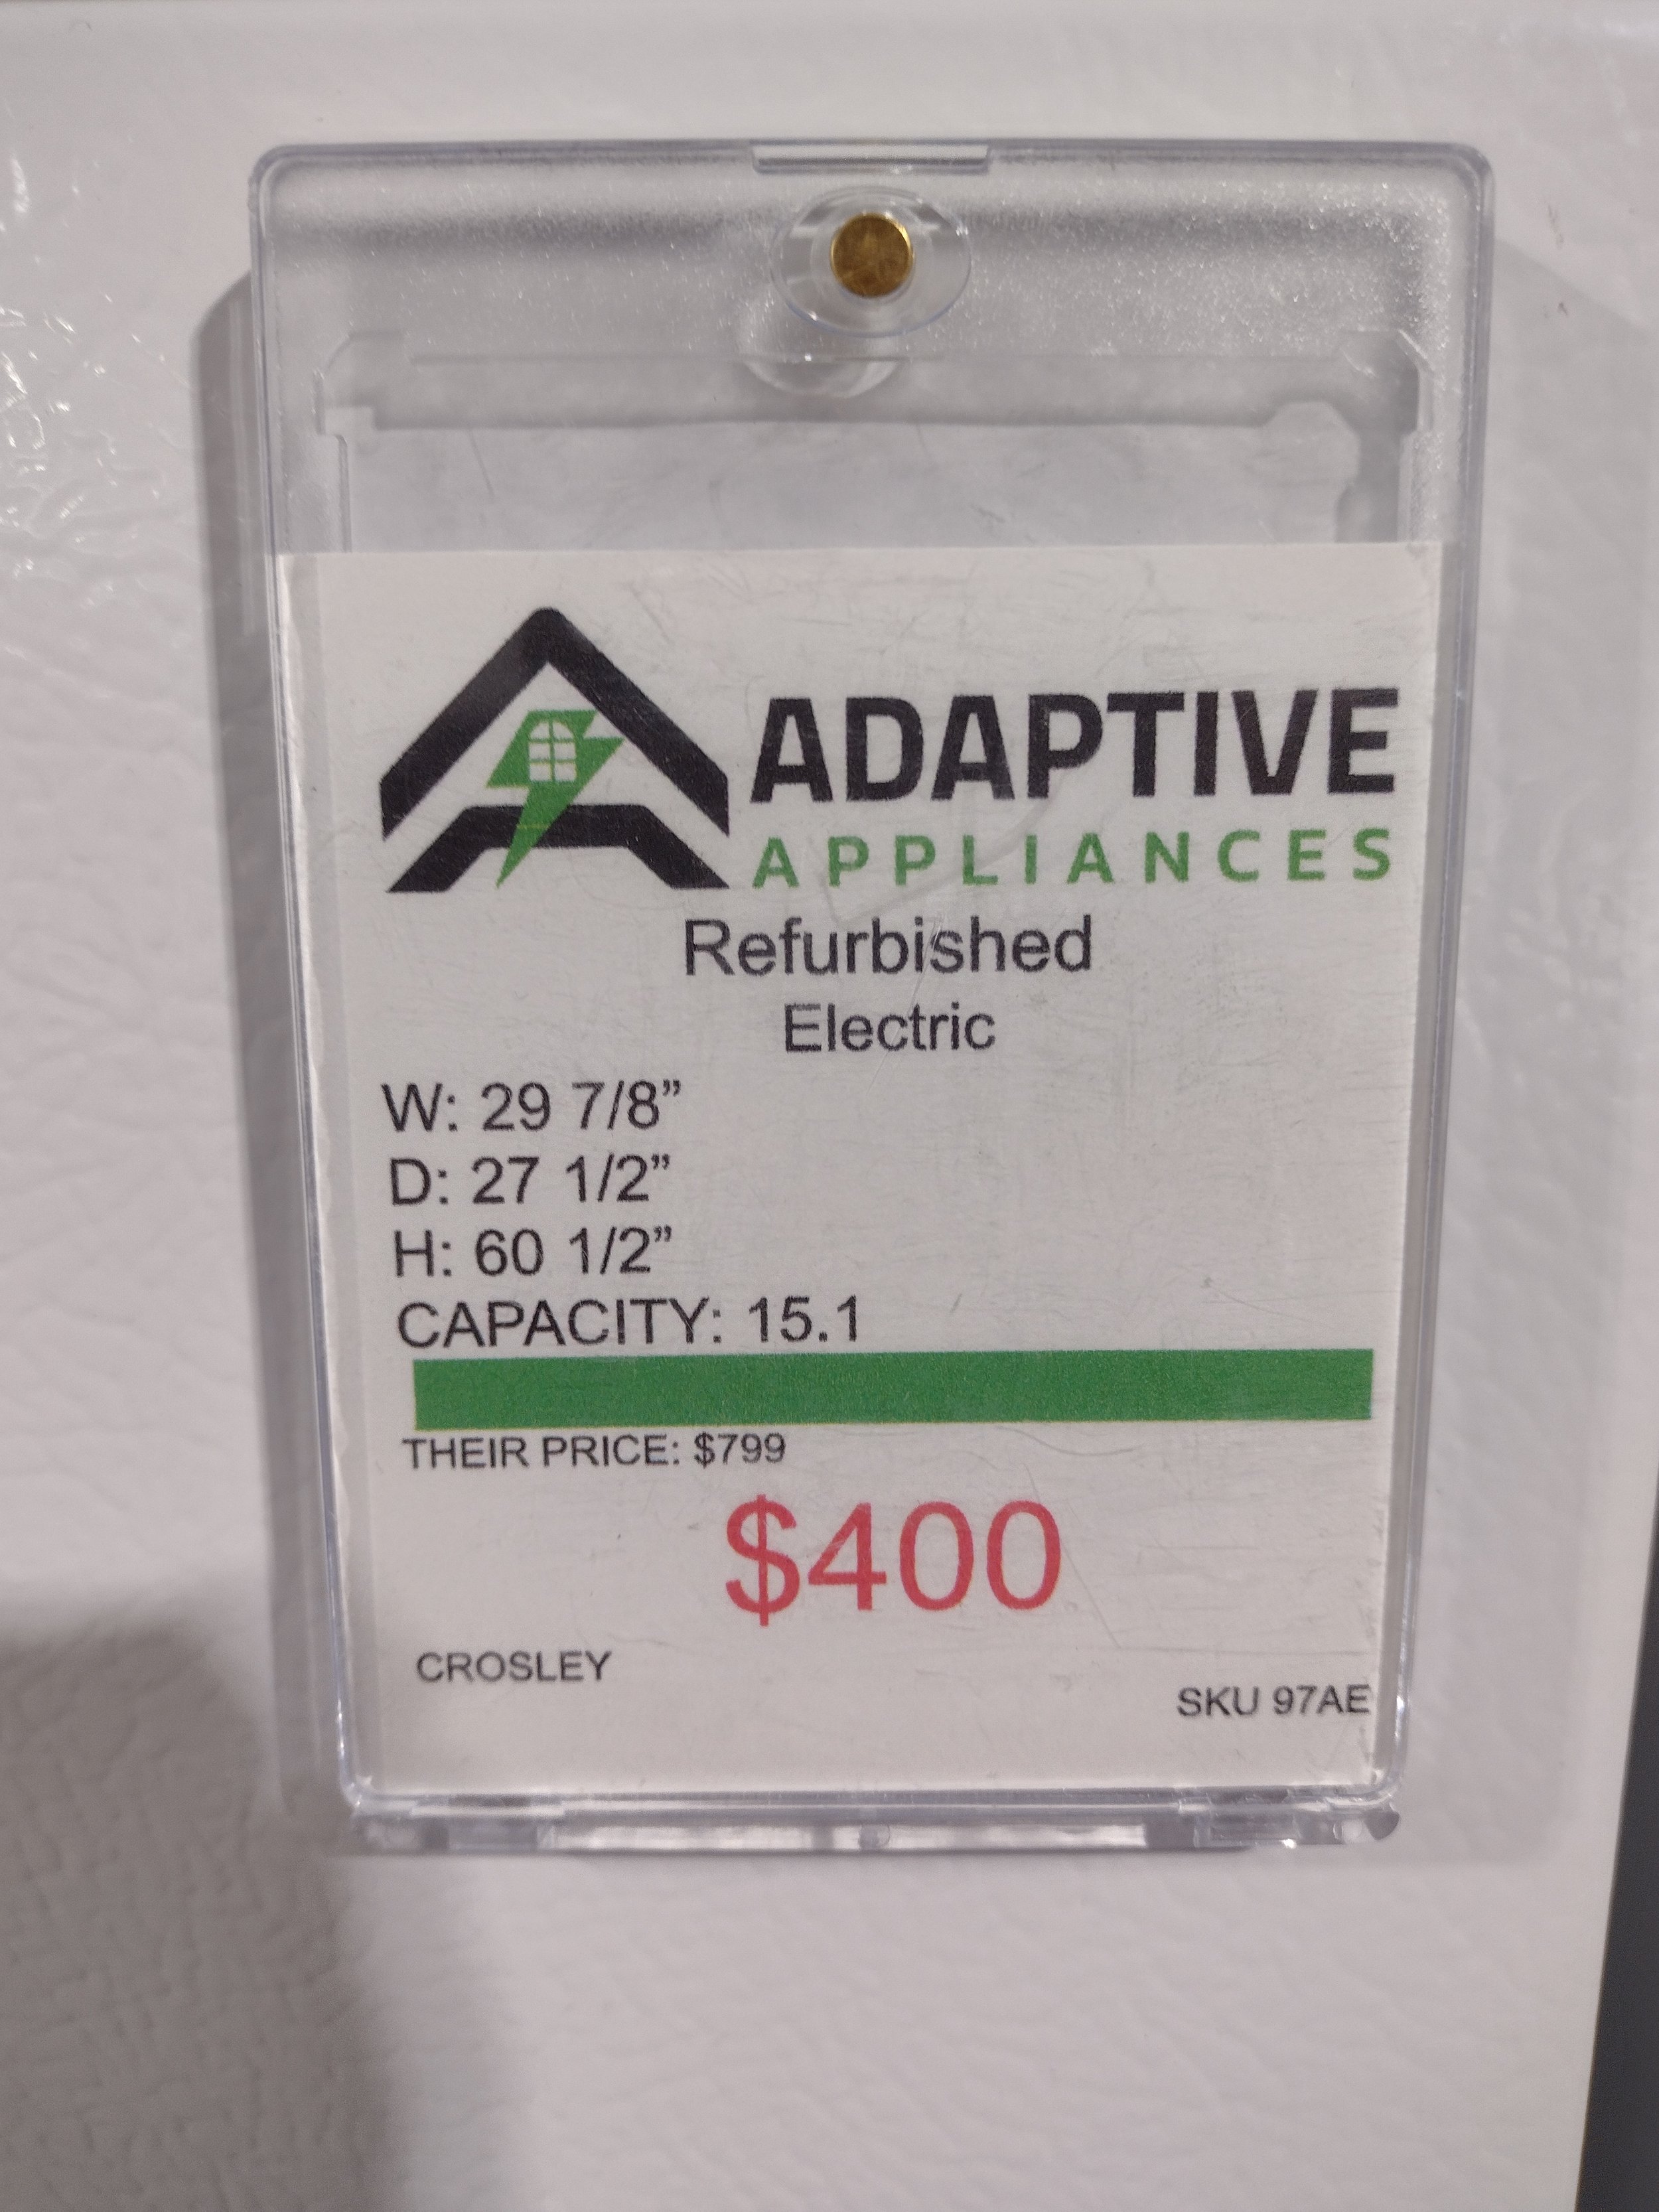 ADAPTIVE
APPLIANCES
Refurbished
Electric
W: 29 7/8”
D: 27 1/2”
H: 60 1/2”
CAPACITY: 15.1
THEIR PRICE: $799
$400
CROSLEY
SKU 97AE